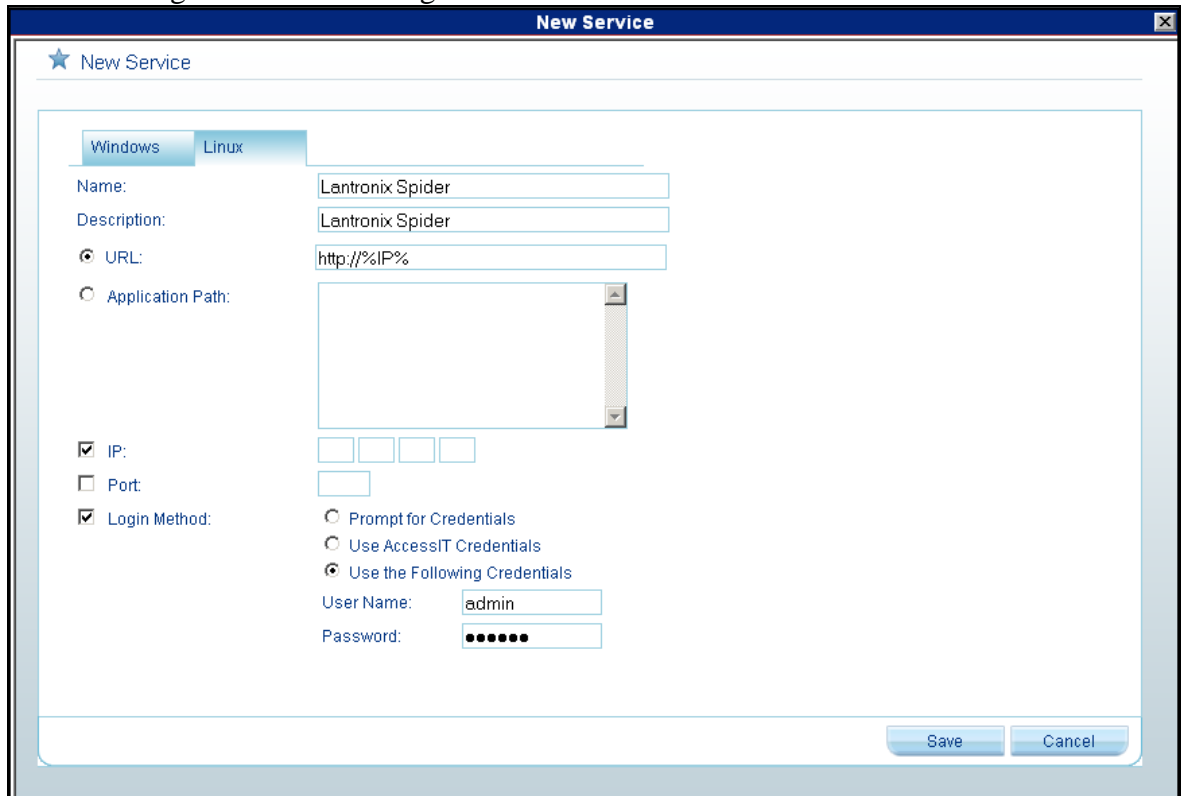 New Service
New Service
Windows Linux
Name: Lantronix Spider
Description: Lantronix Spider
URL: http://%IP%
Application Path:
IP:
Port:
Login Method: Prompt for Credentials
Use AccessIT Credentials
Use the Following Credentials
User Name: admin
Password: ●●●●●●
Save Cancel